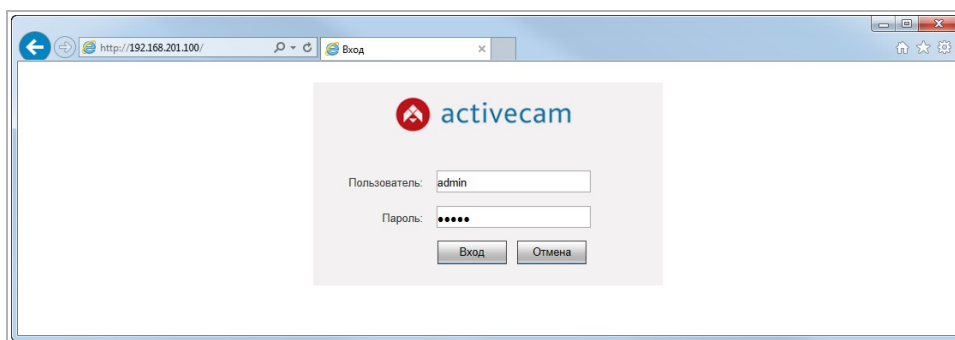 http://192.168.201.100/
Вход
activecam
Пользователь: admin
Пароль: •••••
Вход Отмена